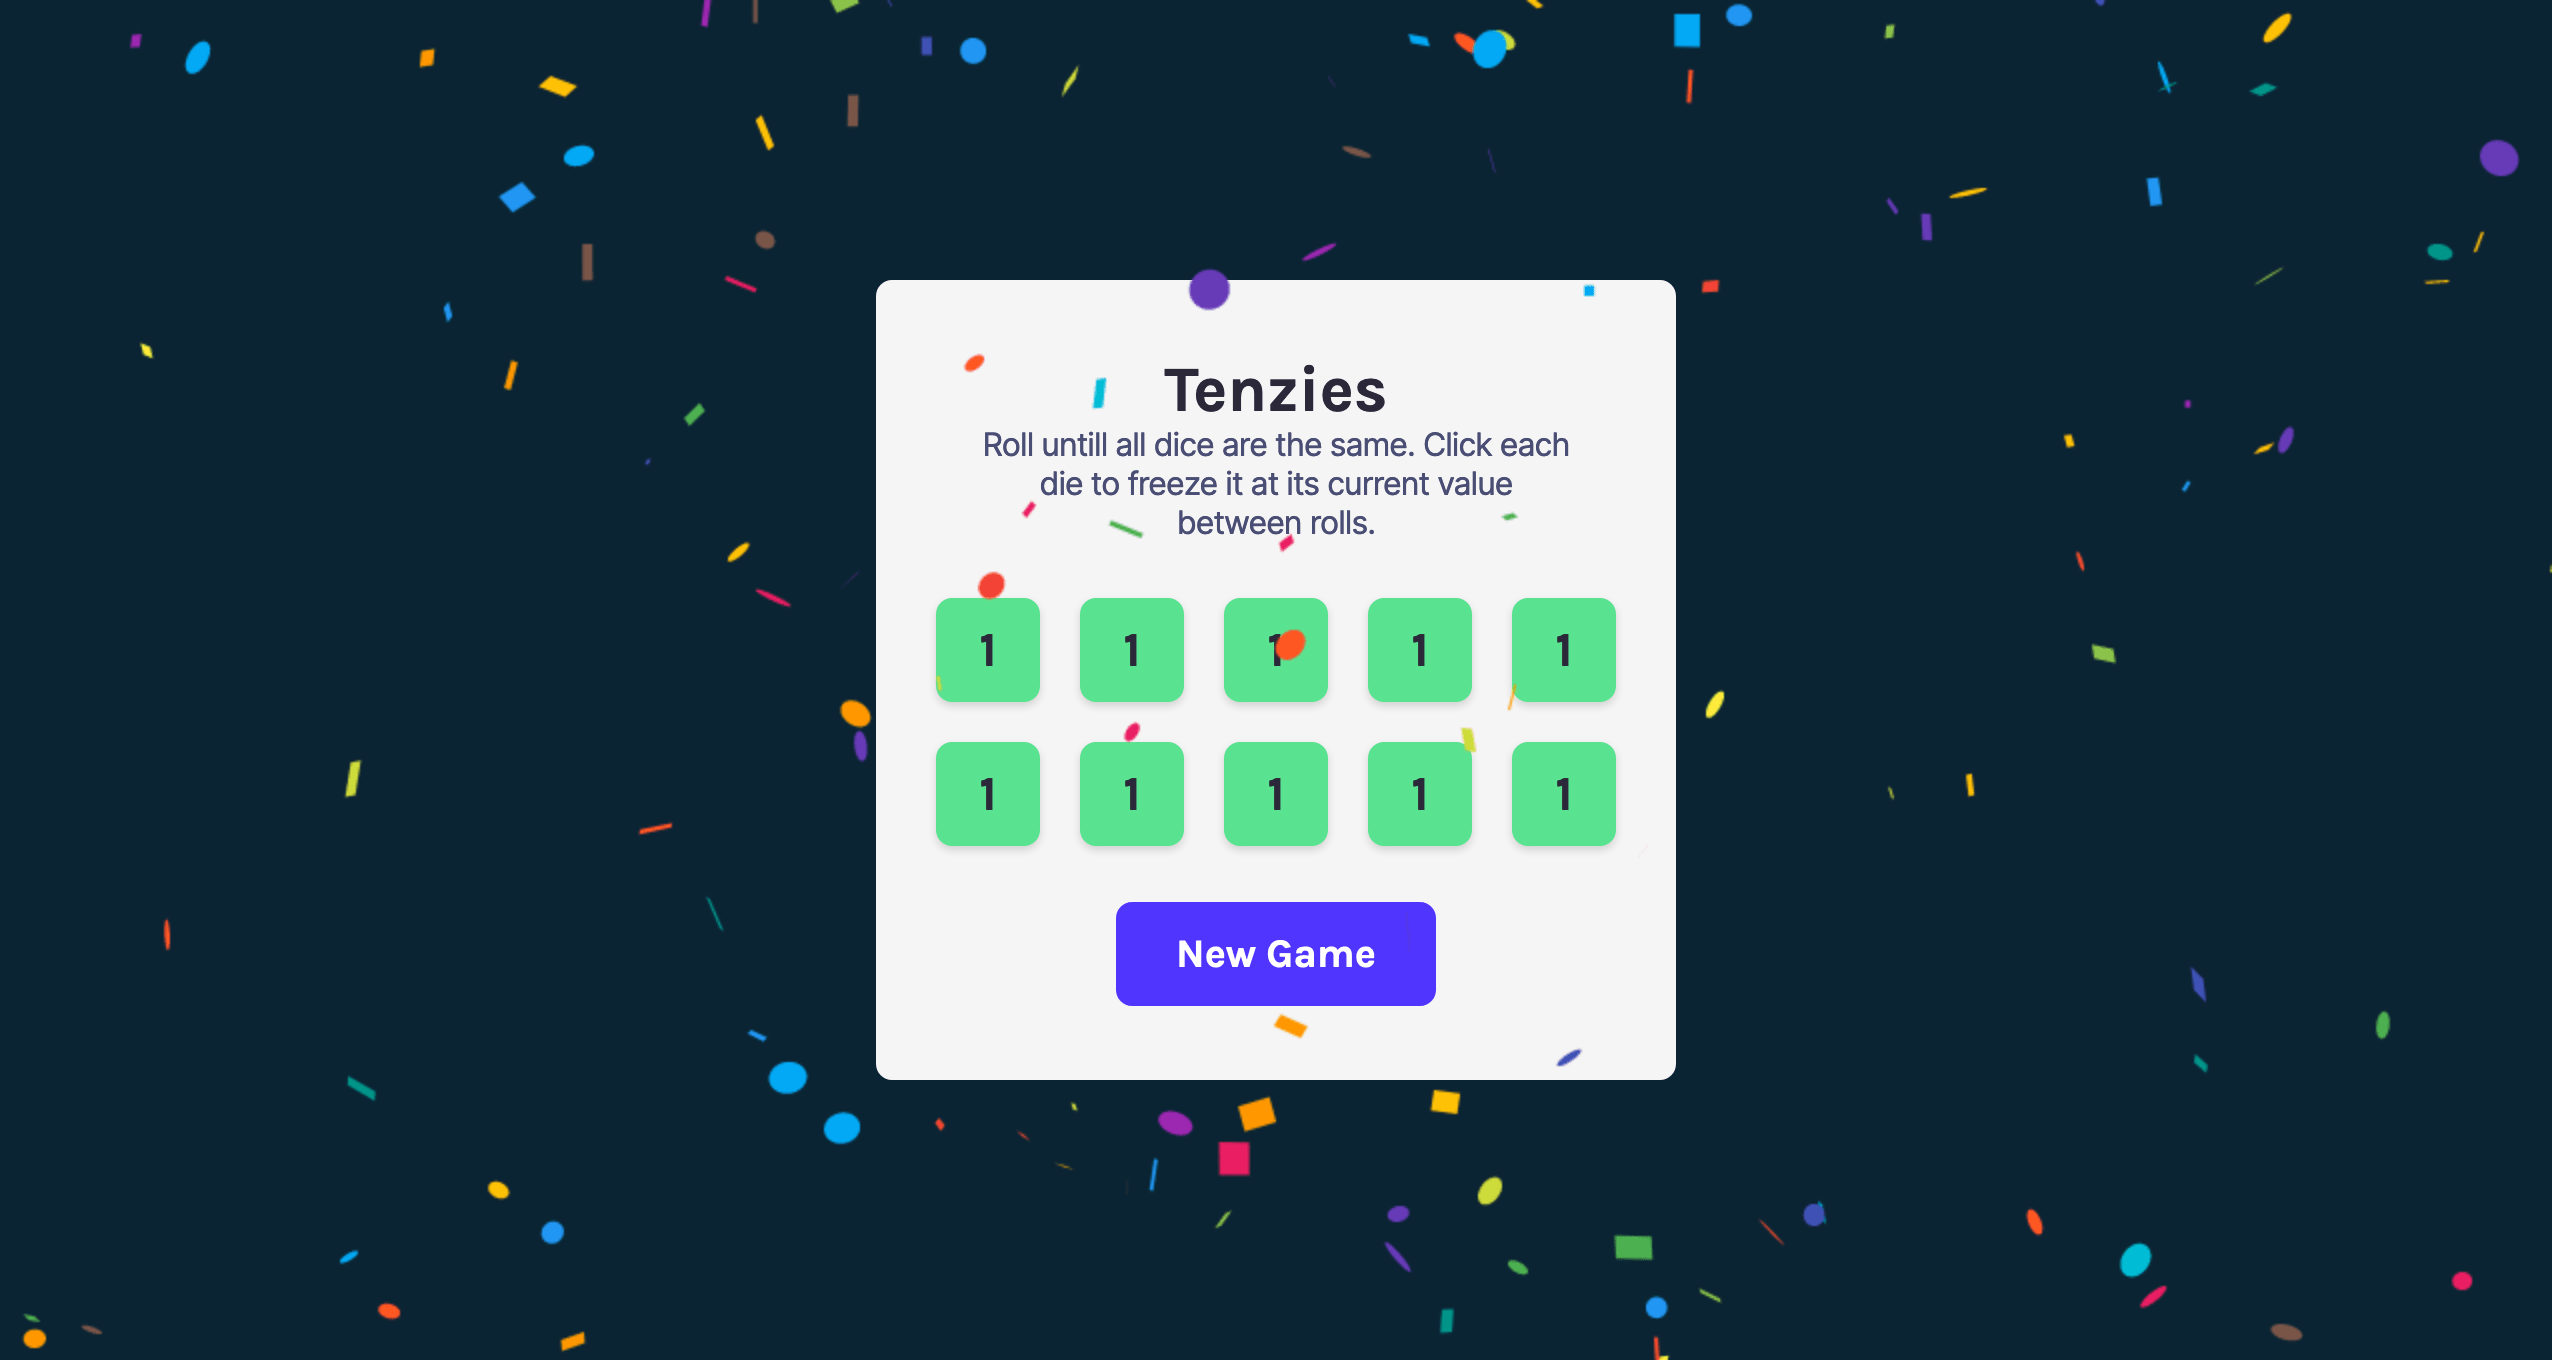 Tenzies
Roll untill all dice are the same. Click each
die to freeze it at its current value
between rolls.
1 1 1 1 1
1 1 1 1 1
New Game